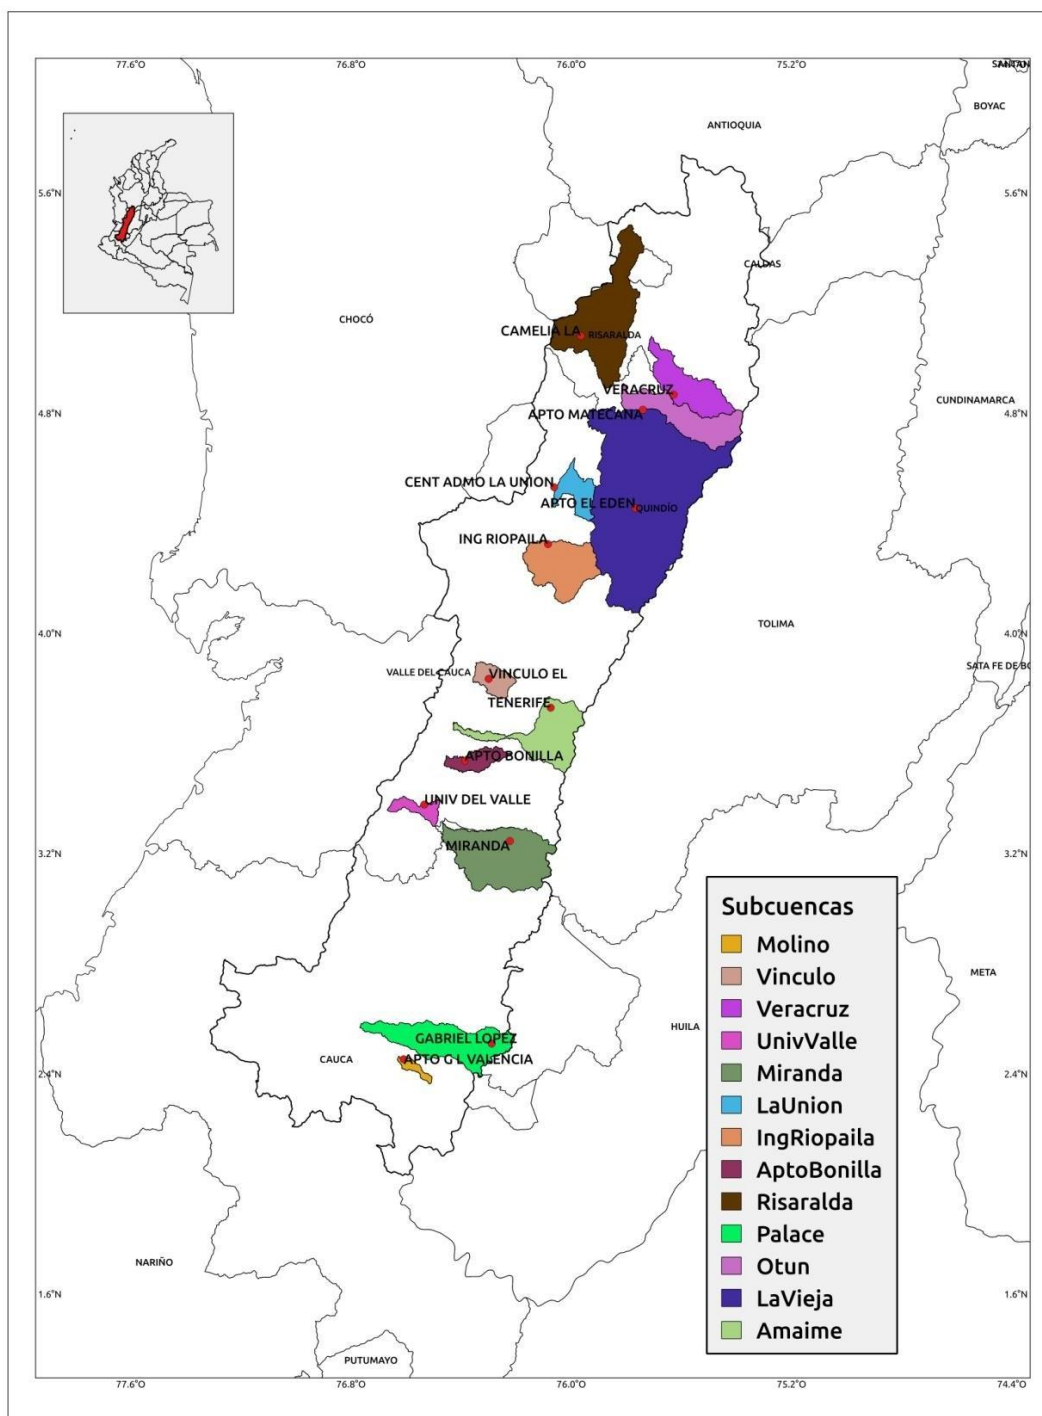 77.6°O 76.8°O 76.0°O 75.2°O
BOYAC
ANTIOQUIA
5.6°N 5.6°N
CALDAS
CHOCÓ
CAMELIA LA
RISARALDA
VERACRUZ
CUNDINAMARCA
4.8°N APTO MATECANA 4.8°N
CENT ADMO LA UNION
APTO EL EDEN
QUINDÍO
ING RIOPAILA
TOLIMA
4.0°N 4.0°N
SATA FE DE BO
VALLE DEL CAUCA
VINCULO EL
TENERIFE
APTO BONILLA
UNIV DEL VALLE
MIRANDA
3.2°N 3.2°N
Subcuencas
Molino
Vinculo
Veracruz
UnivValle
Miranda
LaUnion
IngRiopaila
AptoBonilla
Risaralda
Palace
Otun
LaVieja
Amaime
META
HUILA
GABRIEL LOPEZ
CAUCA
APTO G L VALENCIA
2.4°N 2.4°N
NARIÑO
1.6°N 1.6°N
PUTUMAYO
77.6°O 76.8°O 76.0°O 75.2°O 74.4°O